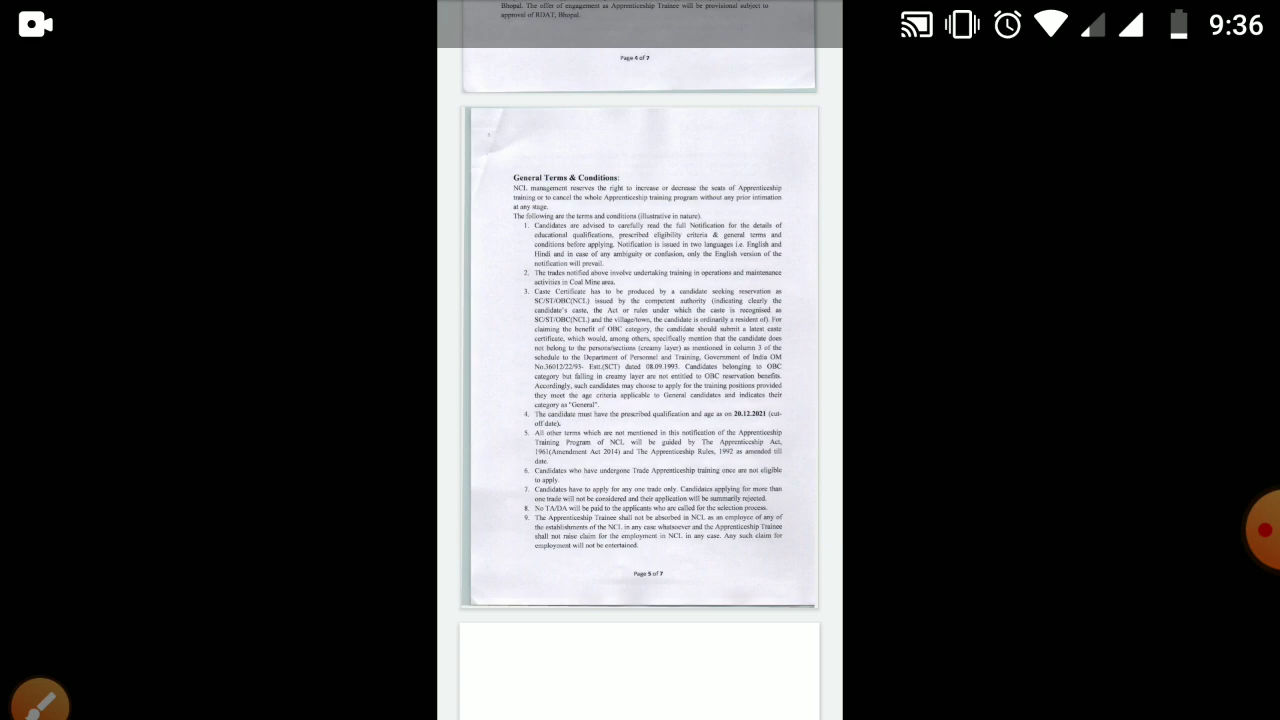 9:36
Bhopal. The offer of engagement as Apprenticeship Trainee will be provisional subject to
approval of RDAT, Bhopal.
Page 4 of 7
General Terms & Conditions:
NCL management reserves the right to increase or decrease the seats of Apprenticeship
training or to cancel the whole Apprenticeship training program without any prior intimation
at any stage.
The following are the terms and conditions (illustrative in nature).
1. Candidates are advised to carefully read the full Notification for the details of
educational qualifications, prescribed eligibility criteria & general terms and
conditions before applying. Notification is issued in two languages i.e. English and
Hindi and in case of any ambiguity or confusion, only the English version of the
notification will prevail.
2. The trades notified above involve undertaking training in operations and maintenance
activities in Coal Mine area.
3. Caste Certificate has to be produced by a candidate seeking reservation as
SC/ST/OBC(NCL) issued by the competent authority (indicating clearly the
candidate's caste, the Act or rules under which the caste is recognised as
SC/ST/OBC(NCL) and the village/town, the candidate is ordinarily a resident of). For
claiming the benefit of OBC category, the candidate should submit a latest caste
certificate, which would, among others, specifically mention that the candidate does
not belong to the persons/sections (creamy layer) as mentioned in column 3 of the
schedule to the Department of Personnel and Training, Government of India OM
No.36012/22/93- Estt.(SCT) dated 08.09.1993. Candidates belonging to OBC
category but falling in creamy layer are not entitled to OBC reservation benefits.
Accordingly, such candidates may choose to apply for the training positions provided
they meet the age criteria applicable to General candidates and indicates their
category as "General".
4. The candidate must have the prescribed qualification and age as on 20.12.2021 (cut-
off date).
5. All other terms which are not mentioned in this notification of the Apprenticeship
Training Program of NCL will be guided by The Apprenticeship Act,
1961(Amendment Act 2014) and The Apprenticeship Rules, 1992 as amended till
date.
6. Candidates who have undergone Trade Apprenticeship training once are not eligible
to apply.
7. Candidates have to apply for any one trade only. Candidates applying for more than
one trade will not be considered and their application will be summarily rejected.
8. No TA/DA will be paid to the applicants who are called for the selection process.
9. The Apprenticeship Trainee shall not be absorbed in NCL as an employee of any of
the establishments of the NCL in any case whatsoever and the Apprenticeship Trainee
shall not raise claim for the employment in NCL in any case. Any such claim for
employment will not be entertained.
Page 5 of 7